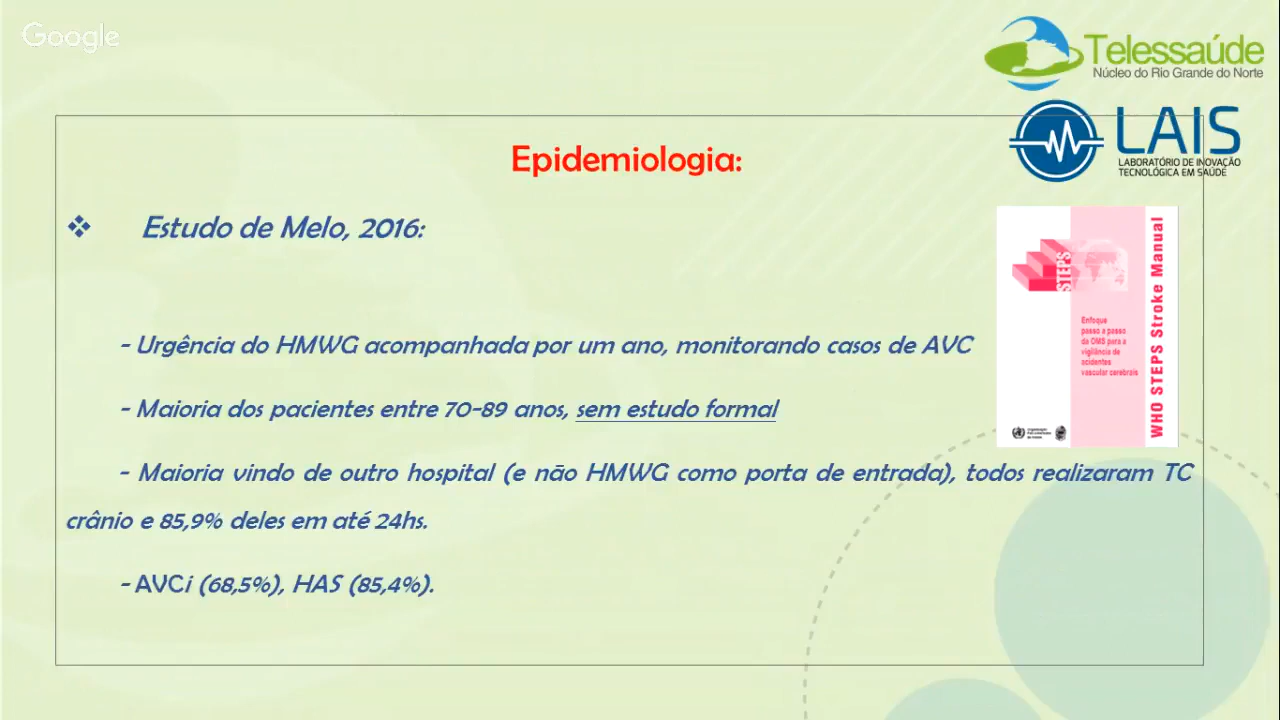 Google
Telessaúde
Núcleo do Rio Grande do Norte
LAIS
LABORATÓRIO DE INOVAÇÃO
TECNOLÓGICA EM SAÚDE
Epidemiologia:
❖ Estudo de Melo, 2016:
STEPS
Enfoque
passo a passo
da OMS para a
vigilância de
acidentes
vascular cerebrais
WHO STEPS Stroke Manual
- Urgência do HMWG acompanhada por um ano, monitorando casos de AVC
- Maioria dos pacientes entre 70-89 anos, sem estudo formal
- Maioria vindo de outro hospital (e não HMWG como porta de entrada), todos realizaram TC
crânio e 85,9% deles em até 24hs.
- AVCi (68,5%), HAS (85,4%).